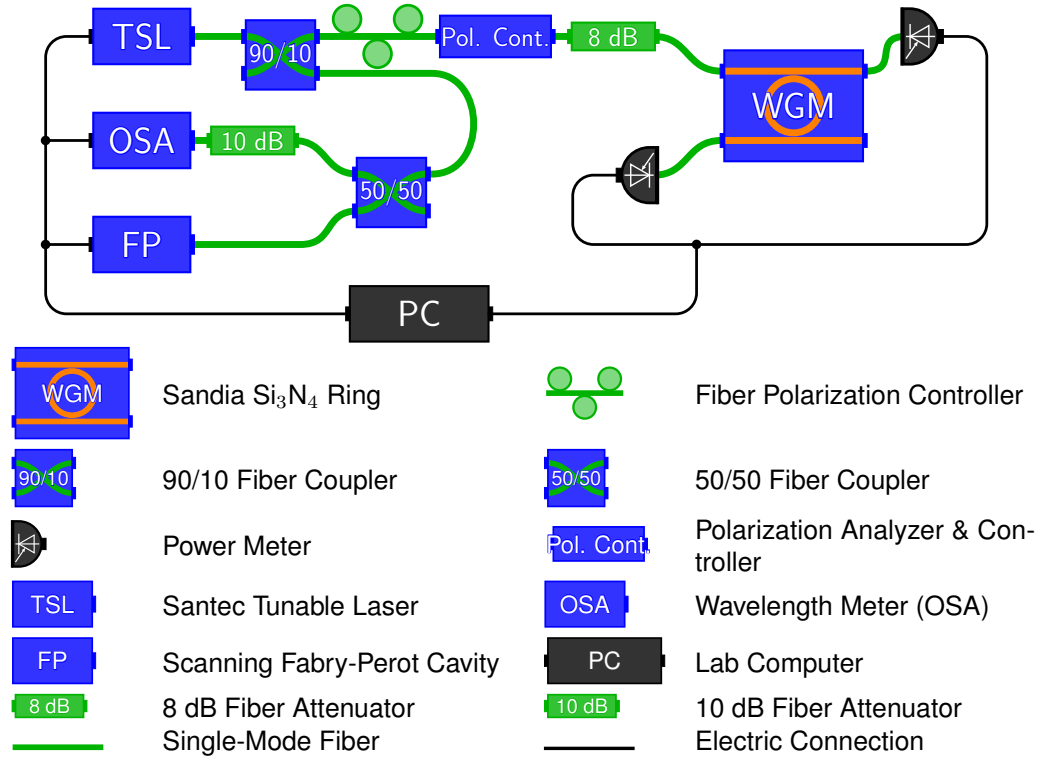 TSL
90/10
Pol. Cont.
8 dB
WGM
OSA
10 dB
50/50
FP
PC
WGM
Sandia Si₃N₄ Ring
Fiber Polarization Controller
90/10
90/10 Fiber Coupler
50/50
50/50 Fiber Coupler
Power Meter
Pol. Cont.
Polarization Analyzer & Con-
troller
TSL
Santec Tunable Laser
OSA
Wavelength Meter (OSA)
FP
Scanning Fabry-Perot Cavity
PC
Lab Computer
8 dB
8 dB Fiber Attenuator
10 dB
10 dB Fiber Attenuator
Single-Mode Fiber
Electric Connection